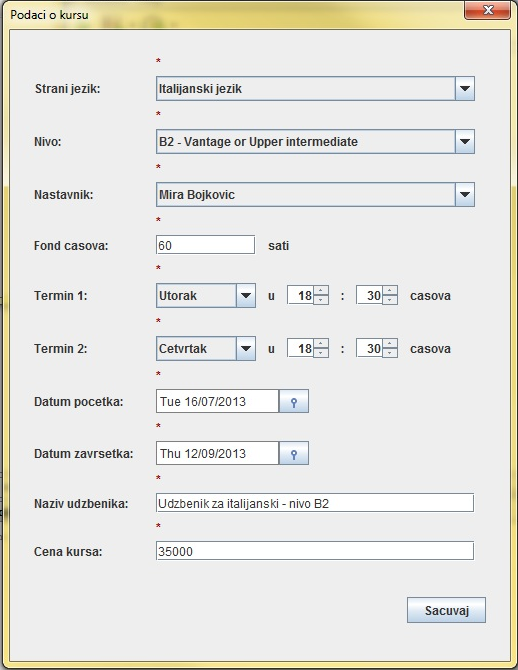 Podaci o kursu
*
Strani jezik: Italijanski jezik
*
Nivo: B2 - Vantage or Upper intermediate
*
Nastavnik: Mira Bojkovic
*
Fond casova: 60 sati
*
Termin 1: Utorak u 18 : 30 casova
*
Termin 2: Cetvrtak u 18 : 30 casova
*
Datum pocetka: Tue 16/07/2013
*
Datum zavrsetka: Thu 12/09/2013
*
Naziv udzbenika: Udzbenik za italijanski - nivo B2
*
Cena kursa: 35000
Sacuvaj